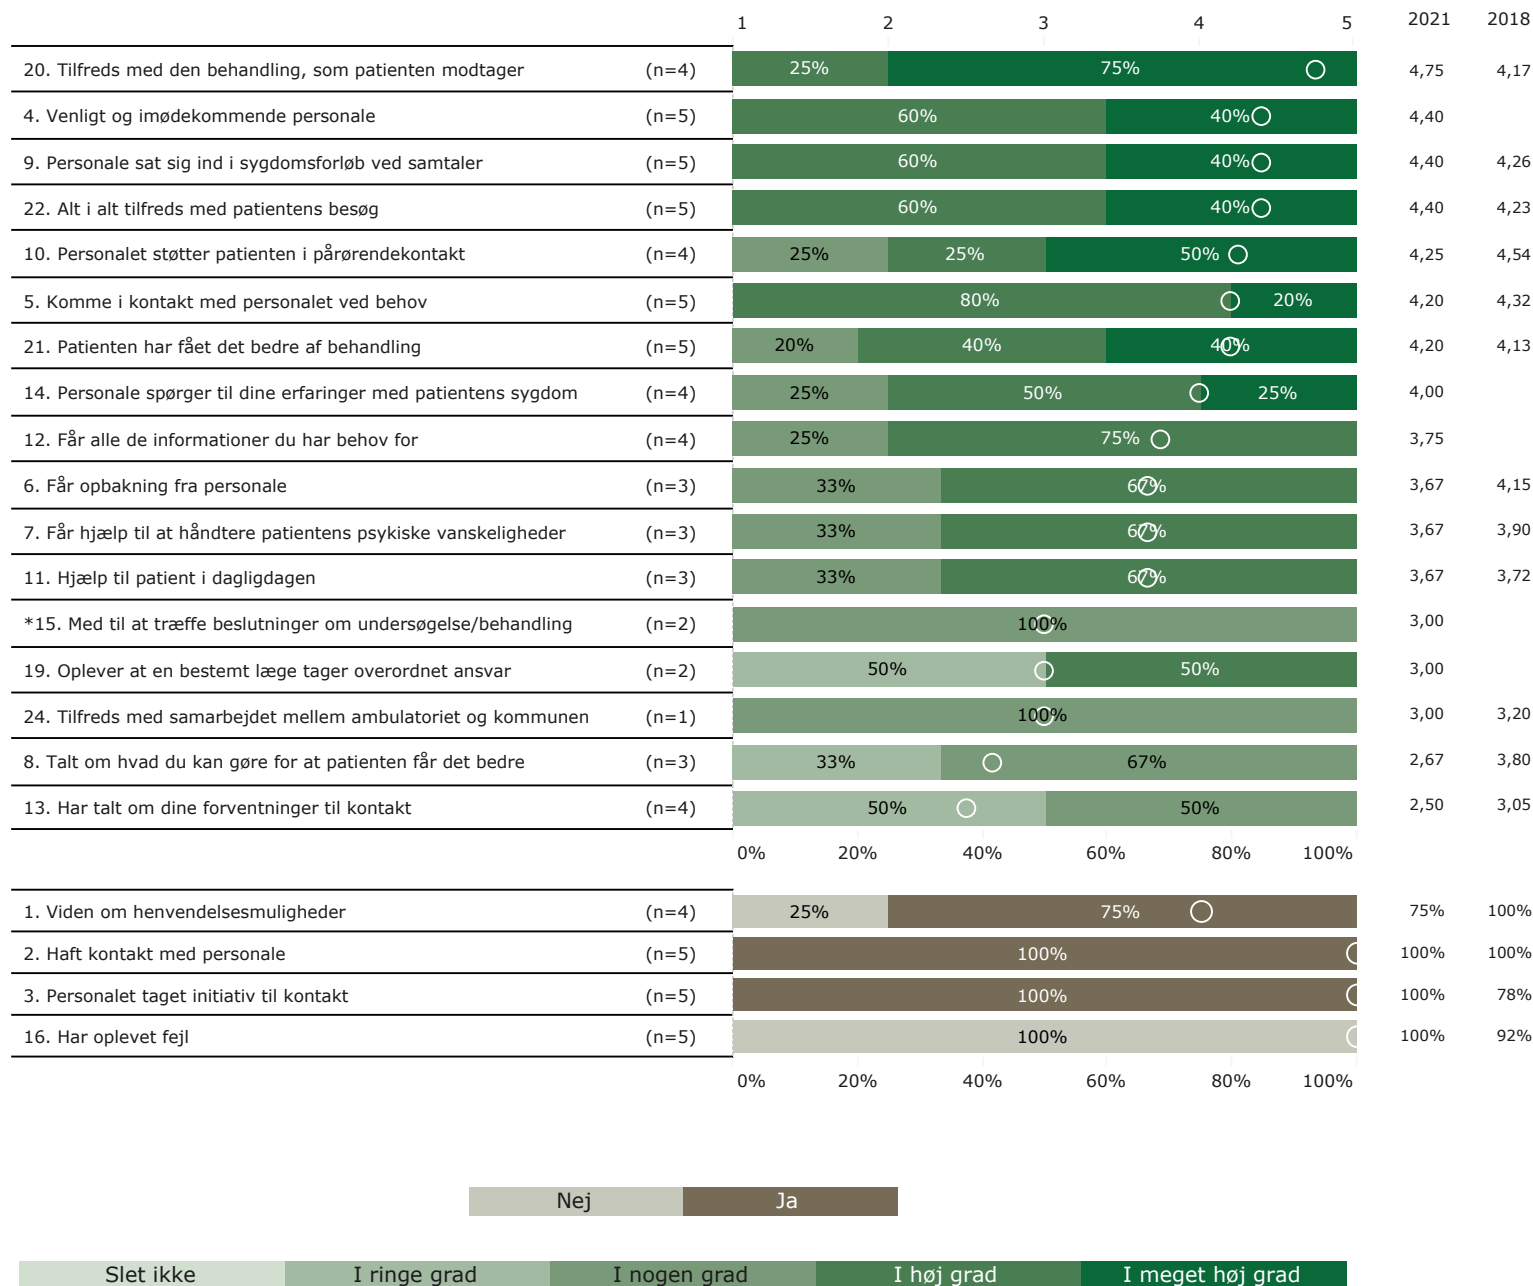 1 2 3 4 5 2021 2018
20. Tilfreds med den behandling, som patienten modtager (n=4) 25% 75% 4,75 4,17
4. Venligt og imødekommende personale (n=5) 60% 40% 4,40
9. Personale sat sig ind i sygdomsforløb ved samtaler (n=5) 60% 40% 4,40 4,26
22. Alt i alt tilfreds med patientens besøg (n=5) 60% 40% 4,40 4,23
10. Personalet støtter patienten i pårørendekontakt (n=4) 25% 25% 50% 4,25 4,54
5. Komme i kontakt med personalet ved behov (n=5) 80% 20% 4,20 4,32
21. Patienten har fået det bedre af behandling (n=5) 20% 40% 40% 4,20 4,13
14. Personale spørger til dine erfaringer med patientens sygdom (n=4) 25% 50% 25% 4,00
12. Får alle de informationer du har behov for (n=4) 25% 75% 3,75
6. Får opbakning fra personale (n=3) 33% 67% 3,67 4,15
7. Får hjælp til at håndtere patientens psykiske vanskeligheder (n=3) 33% 67% 3,67 3,90
11. Hjælp til patient i dagligdagen (n=3) 33% 67% 3,67 3,72
*15. Med til at træffe beslutninger om undersøgelse/behandling (n=2) 100% 3,00
19. Oplever at en bestemt læge tager overordnet ansvar (n=2) 50% 50% 3,00
24. Tilfreds med samarbejdet mellem ambulatoriet og kommunen (n=1) 100% 3,00 3,20
8. Talt om hvad du kan gøre for at patienten får det bedre (n=3) 33% 67% 2,67 3,80
13. Har talt om dine forventninger til kontakt (n=4) 50% 50% 2,50 3,05
0% 20% 40% 60% 80% 100%
1. Viden om henvendelsesmuligheder (n=4) 25% 75% 75% 100%
2. Haft kontakt med personale (n=5) 100% 100% 100%
3. Personalet taget initiativ til kontakt (n=5) 100% 100% 78%
16. Har oplevet fejl (n=5) 100% 100% 92%
0% 20% 40% 60% 80% 100%
Nej Ja
Slet ikke I ringe grad I nogen grad I høj grad I meget høj grad